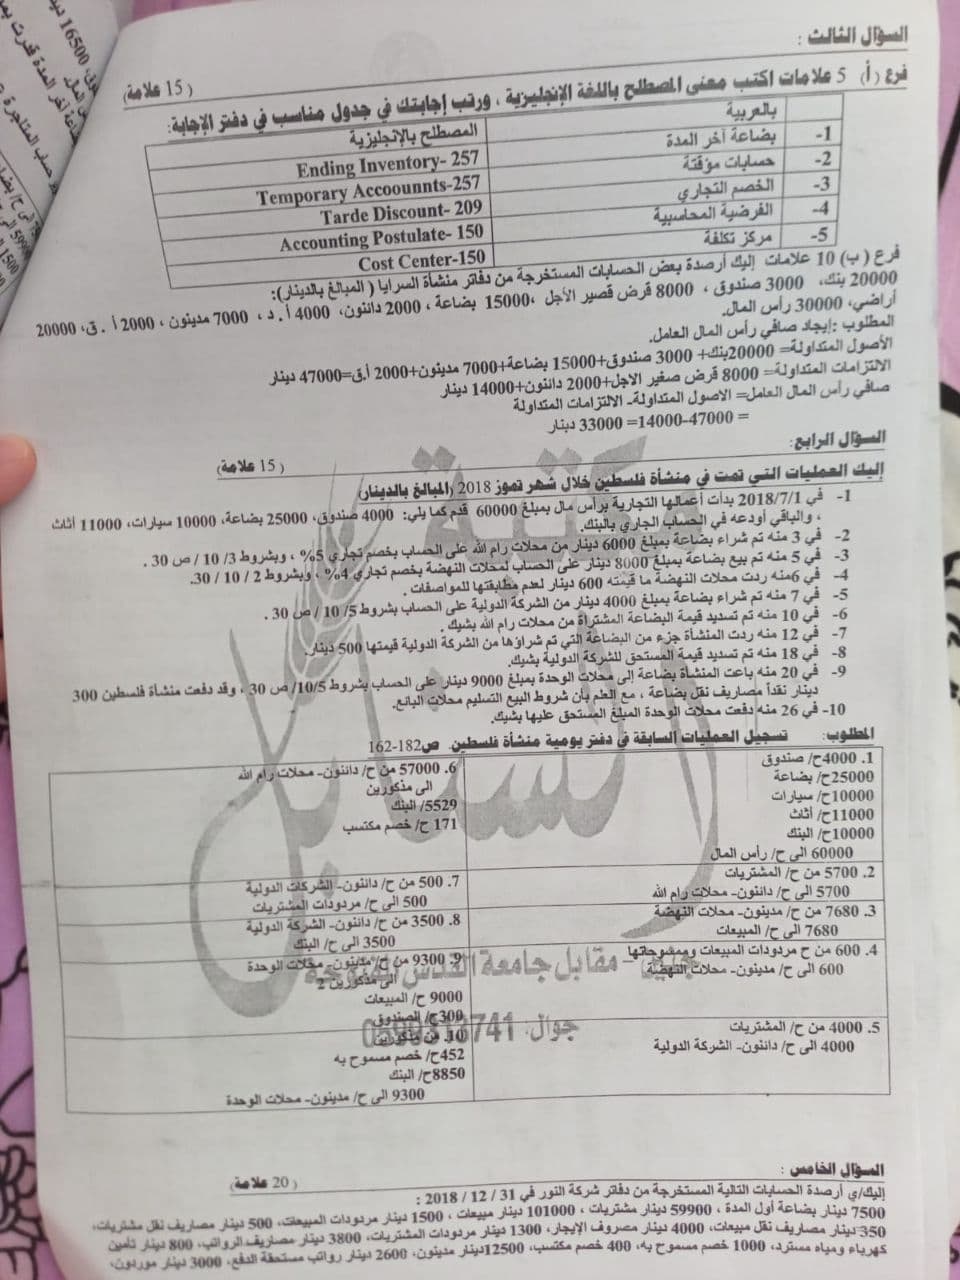 السؤال الثالث :
(15 علامة)
فرع (أ) 5 علامات اكتب معنى المصطلح باللغة الإنجليزية ، ورتب إجابتك في جدول مناسب في دفتر الإجابة:
بالعربية المصطلح بالإنجليزية
1- بضاعة آخر المدة Ending Inventory- 257
2- حسابات مؤقتة Temporary Accoounnts-257
3- الخصم التجاري Tarde Discount- 209
4- الفرضية المحاسبية Accounting Postulate- 150
5- مركز تكلفة Cost Center-150
فرع (ب) 10 علامات إليك أرصدة بعض الحسابات المستخرجة من دفاتر منشأة السرايا ( المبالغ بالدينار):
20000 بنك، 3000 صندوق ، 8000 قرض قصير الأجل ،15000 بضاعة ، 2000 دائنون، 4000 أ . د ، 7000 مدينون ، 2000 أ . ق، 20000
أراضي، 30000 رأس المال.
المطلوب :إيجاد صافي رأس المال العامل.
الأصول المتداولة= 20000بنك+ 3000 صندوق+15000 بضاعة+7000 مدينون+2000 أ.ق=47000 دينار
الالتزامات المتداولة= 8000 قرض صغير الاجل+2000 دائنون+14000 دينار
صافي رأس المال العامل= الاصول المتداولة- الالتزامات المتداولة
= 47000-14000= 33000 دينار
السؤال الرابع:
(15 علامة)
إليك العمليات التي تمت في منشأة فلسطين خلال شهر تموز 2018 (المبالغ بالدينار)
1- في 2018/7/1 بدأت أعمالها التجارية برأس مال بمبلغ 60000 قدم كما يلي: 4000 صندوق، 25000 بضاعة، 10000 سيارات، 11000 أثاث
، والباقي أودعه في الحساب الجاري بالبنك.
2- في 3 منه تم شراء بضاعة بمبلغ 6000 دينار من محلات رام الله على الحساب بخصم تجاري 5% ، وبشروط 3/ 10 / ص 30 .
3- في 5 منه تم بيع بضاعة بمبلغ 8000 دينار على الحساب لمحلات النهضة بخصم تجاري 4% ، وبشروط 2 / 10 / 30.
4- في 6منه ردت محلات النهضة ما قيمته 600 دينار لعدم مطابقتها للمواصفات .
5- في 7 منه تم شراء بضاعة بمبلغ 4000 دينار من الشركة الدولية على الحساب بشروط 5/ 10 / ص 30 .
6- في 10 منه تم تسديد قيمة البضاعة المشتراة من محلات رام الله بشيك .
7- في 12 منه ردت المنشأة جزء من البضاعة التي تم شراؤها من الشركة الدولية قيمتها 500 دينار.
8- في 18 منه تم تسديد قيمة المستحق للشركة الدولية بشيك.
9- في 20 منه باعت المنشأة بضاعة إلى محلات الوحدة بمبلغ 9000 دينار على الحساب بشروط 10/5/ ص 30 ، وقد دفعت منشأة فلسطين 300
دينار نقداً مصاريف نقل بضاعة ، مع العلم بأن شروط البيع التسليم محلات البائع.
10- في 26 منه دفعت محلات الوحدة المبلغ المستحق عليها بشيك.
المطلوب: تسجيل العمليات السابقة في دفتر يومية منشأة فلسطين. ص182-162
1. 4000ح/ صندوق
25000ح/ بضاعة
10000ح/ سيارات
11000ح/ أثاث
10000ح/ البنك
60000 الى ح/ رأس المال
6. 57000 من ح/ دائنون- محلات رام الله
الى مذكورين
5529/ البنك
171 ح/ خصم مكتسب
2. 5700 من ح/ المشتريات
5700 الى ح/ دائنون- محلات رام الله
7. 500 من ح/ دائنون- الشركات الدولية
500 الى ح/ مردودات المشتريات
3. 7680 من ح/ مدينون- محلات النهضة
7680 الى ح/ المبيعات
8. 3500 من ح/ دائنون- الشركة الدولية
3500 الى ح/ البنك
4. 600 من ح مردودات المبيعات ومسموحاتها
600 الى ح/ مدينون- محلات النهضة
9. 9300 من ح/ مدينون- محلات الوحدة
الى مذكورين 2
9000 ح/ المبيعات
300ح/ الصندوق
5. 4000 من ح/ المشتريات
4000 الى ح/ دائنون- الشركة الدولية
10. من مذكورين
452ح/ خصم مسموح به
8850ح/ البنك
9300 الى ح/ مدينون- محلات الوحدة
مكتبة
السنابل
مقابل جامعة القدس المفتوحة
جوال:
السؤال الخامس :
(20 علامة)
إليك/ي أرصدة الحسابات التالية المستخرجة من دفاتر شركة النور في 31 / 12 / 2018 :
7500 دينار بضاعة أول المدة ، 59900 دينار مشتريات ، 101000 دينار مبيعات ، 1500 دينار مردودات المبيعات، 500 دينار مصاريف نقل مشتريات،
350 دينار مصاريف نقل مبيعات، 4000 دينار مصروف الإيجار، 1300 دينار مردودات المشتريات، 3800 دينار مصاريف الرواتب، 800 دينار تأمين
كهرباء ومياه مسترد، 1000 خصم مسموح به، 400 خصم مكتسب، 12500دينار مدينون، 2600 دينار رواتب مستحقة الدفع، 3000 دينار موردون،